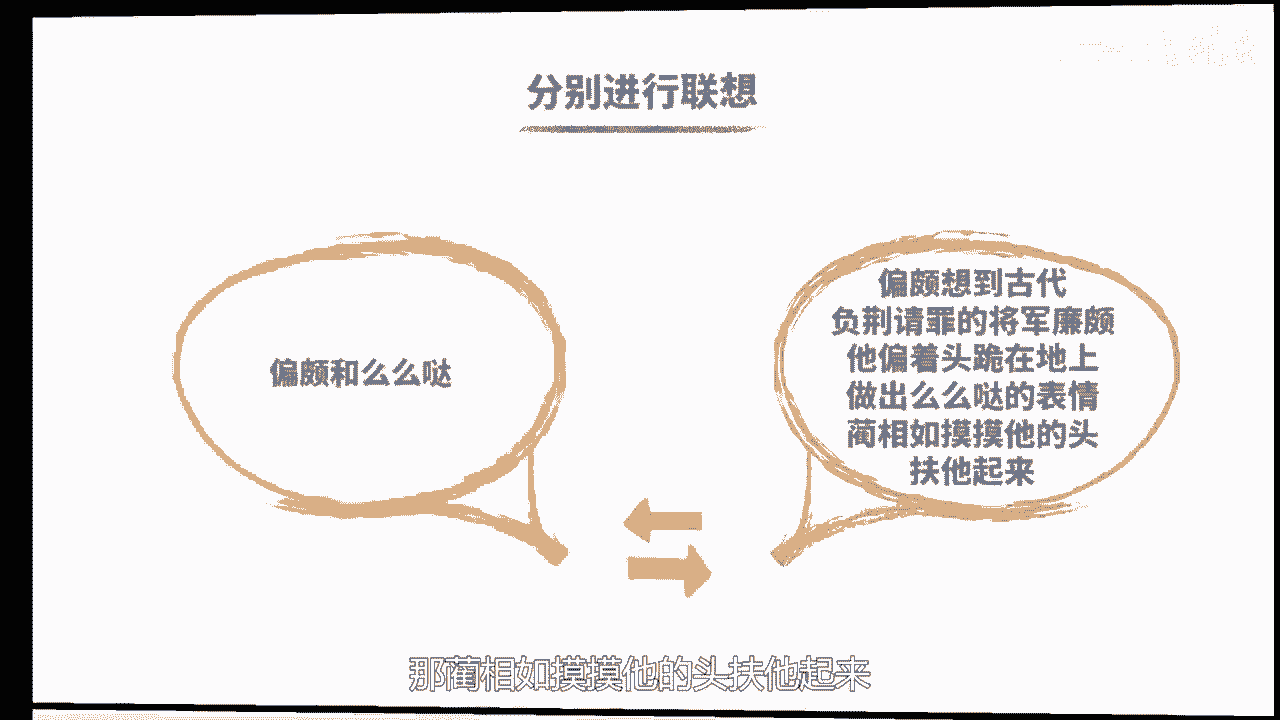 分别进行联想
偏颇和么么哒
偏颇想到古代
负荆请罪的将军廉颇
他偏着头跪在地上
做出么么哒的表情
蔺相如摸摸他的头
扶他起来
那蔺相如摸摸他的头扶他起来